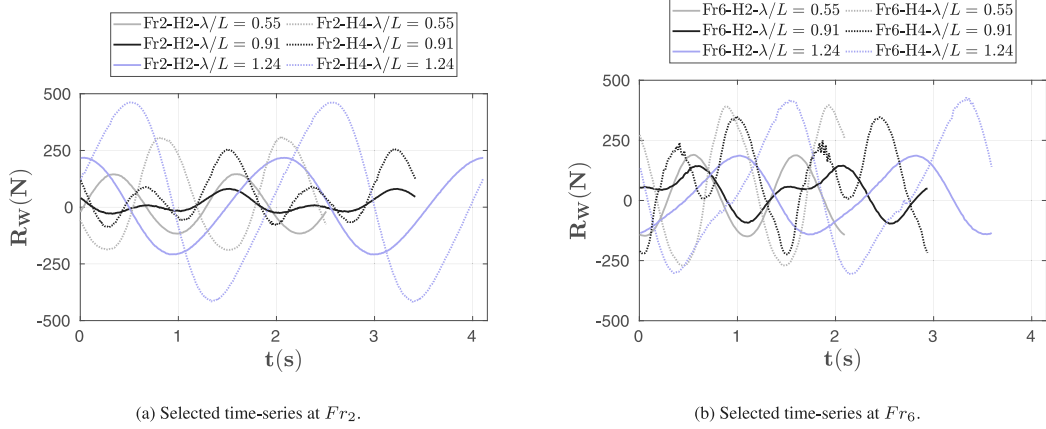 Fr2-H2-λ/L = 0.55 Fr2-H4-λ/L = 0.55
Fr2-H2-λ/L = 0.91 Fr2-H4-λ/L = 0.91
Fr2-H2-λ/L = 1.24 Fr2-H4-λ/L = 1.24
500
250
0
-250
-500
R_W(N)
0 1 2 3 4
t(s)
(a) Selected time-series at Fr₂.
Fr6-H2-λ/L = 0.55 Fr6-H4-λ/L = 0.55
Fr6-H2-λ/L = 0.91 Fr6-H4-λ/L = 0.91
Fr6-H2-λ/L = 1.24 Fr6-H4-λ/L = 1.24
500
250
0
-250
-500
R_W(N)
0 1 2 3 4
t(s)
(b) Selected time-series at Fr₆.